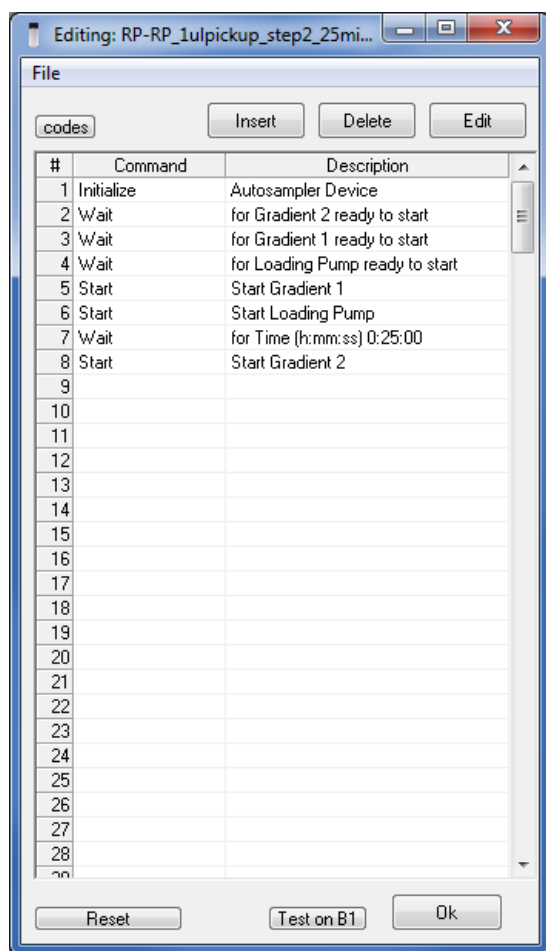 Editing: RP-RP_1ulpickup_step2_25mi...
File
codes Insert Delete Edit
# Command Description
1 Initialize Autosampler Device
2 Wait for Gradient 2 ready to start
3 Wait for Gradient 1 ready to start
4 Wait for Loading Pump ready to start
5 Start Start Gradient 1
6 Start Start Loading Pump
7 Wait for Time (h:mm:ss) 0:25:00
8 Start Start Gradient 2
9
10
11
12
13
14
15
16
17
18
19
20
21
22
23
24
25
26
27
28
Reset Test on B1 Ok